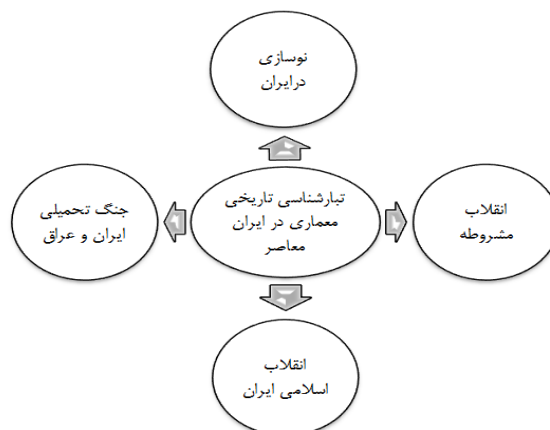 نوسازی
درایران
تبارشناسی تاریخی
معماری در ایران
معاصر
انقلاب
مشروطه
جنگ تحمیلی
ایران و عراق
انقلاب
اسلامی ایران